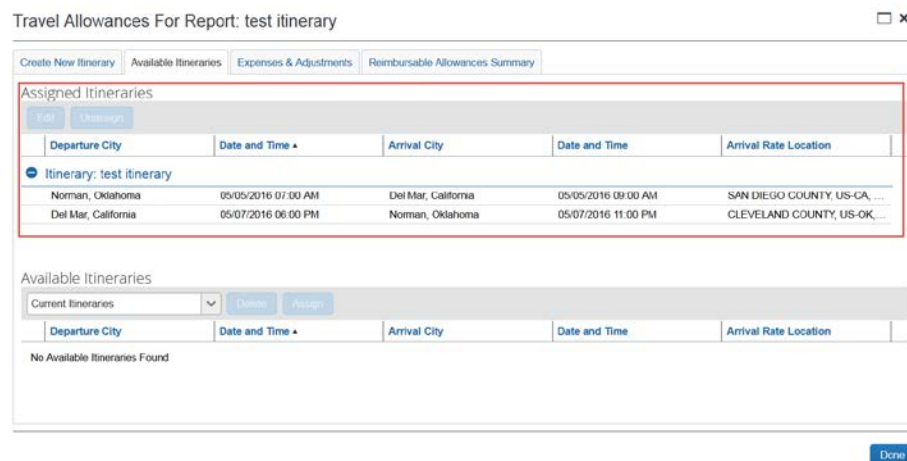 Travel Allowances For Report: test itinerary
Create New Itinerary Available Itineraries Expenses & Adjustments Reimbursable Allowances Summary
Assigned Itineraries
Edit Unassign
Departure City Date and Time Arrival City Date and Time Arrival Rate Location
Itinerary: test itinerary
Norman, Oklahoma 05/05/2016 07:00 AM Del Mar, California 05/05/2016 09:00 AM SAN DIEGO COUNTY, US-CA, ...
Del Mar, California 05/07/2016 06:00 PM Norman, Oklahoma 05/07/2016 11:00 PM CLEVELAND COUNTY, US-OK,...
Available Itineraries
Current Itineraries Delete Assign
Departure City Date and Time Arrival City Date and Time Arrival Rate Location
No Available Itineraries Found
Done